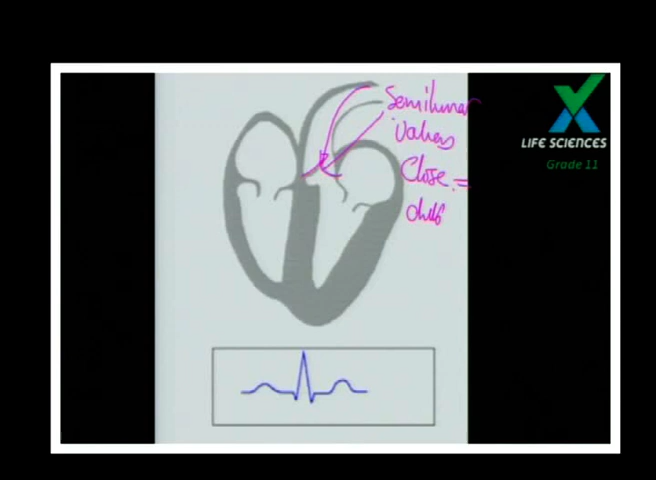 Semilunar
Valves
Close =
dub
LIFE SCIENCES
Grade 11